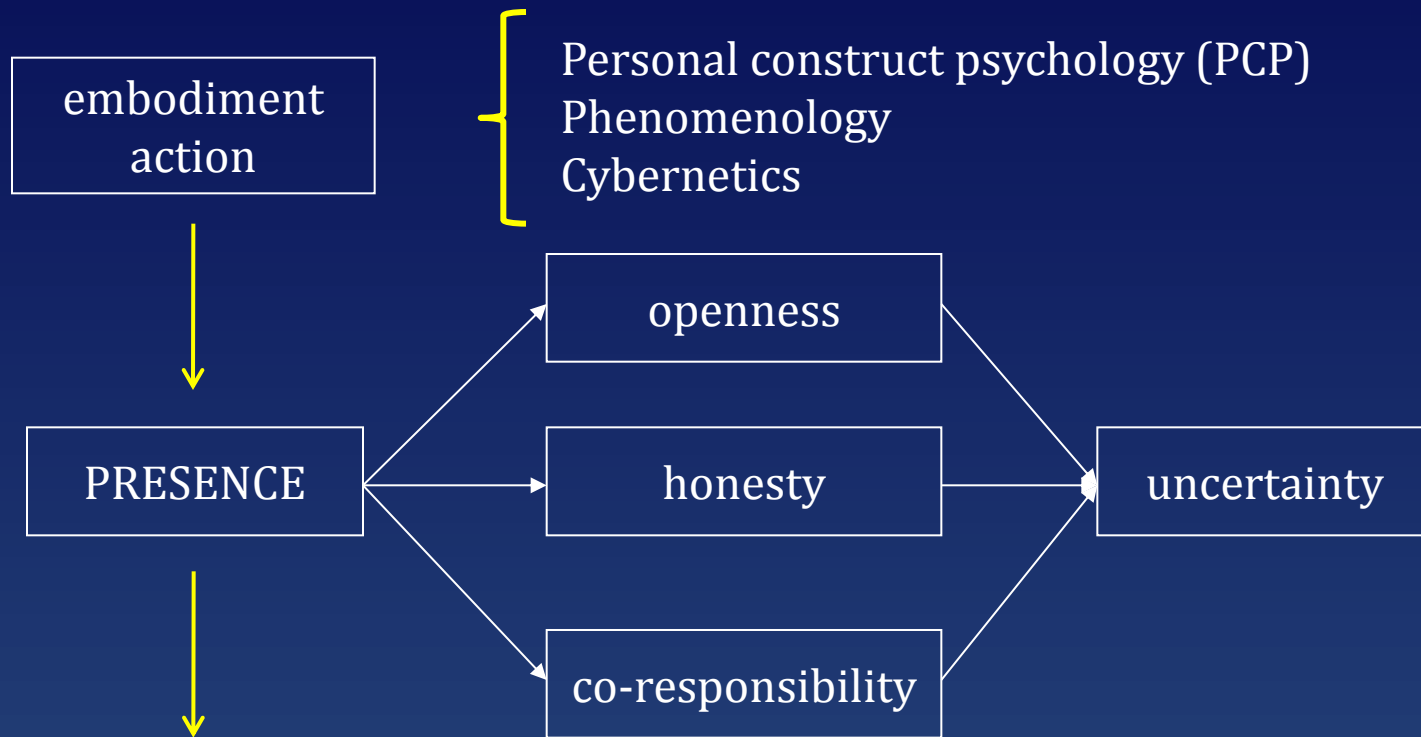 embodiment
action
Personal construct psychology (PCP)
Phenomenology
Cybernetics
openness
PRESENCE
honesty
uncertainty
co-responsibility